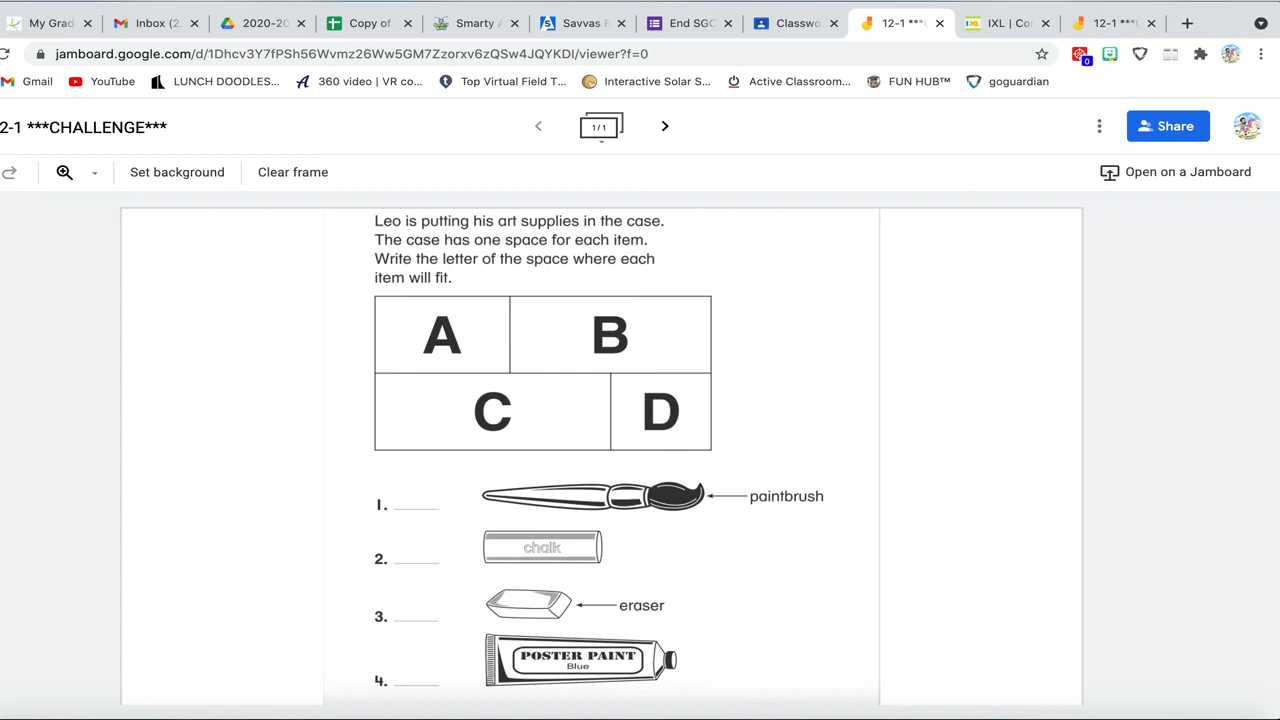 My Grad
Inbox (2,
2020-202
Copy of
Smarty A
Savvas R
End SGO
Classwo
12-1 ***C
IXL | Co
12-1 ***C
jamboard.google.com/d/1Dhcv3Y7fPSh56Wvmz26Ww5GM7Zzorxv6zQSw4JQYKDI/viewer?f=0
0
Gmail
YouTube
LUNCH DOODLES...
360 video | VR co...
Top Virtual Field T...
Interactive Solar S...
Active Classroom...
FUN HUB™
goguardian
2-1 ***CHALLENGE***
1/1
Share
Set background
Clear frame
Open on a Jamboard
Leo is putting his art supplies in the case.
The case has one space for each item.
Write the letter of the space where each
item will fit.
A B
C D
1. paintbrush
2. chalk
3. eraser
4. POSTER PAINT
Blue